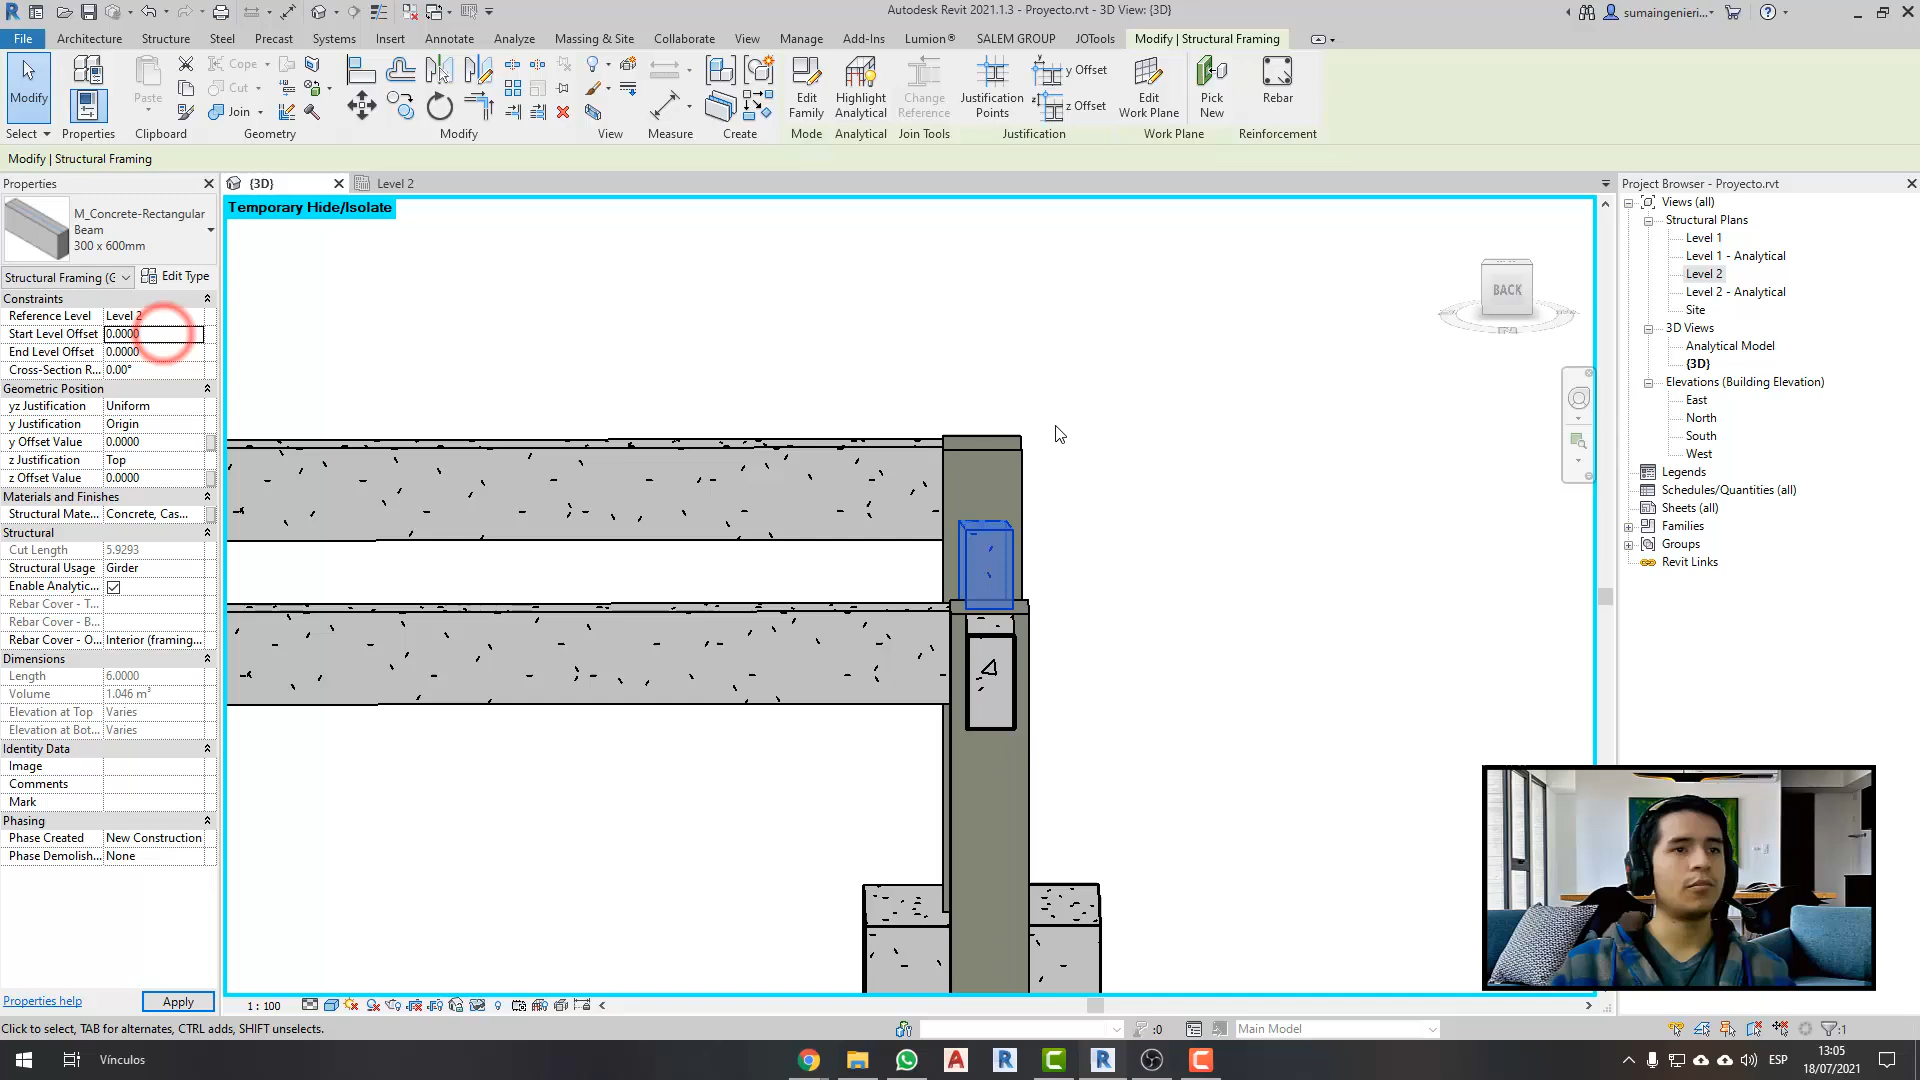 Autodesk Revit 2021.1.3 - Proyecto.rvt - 3D View: {3D}
sumaingenieri...
File Architecture Structure Steel Precast Systems Insert Annotate Analyze Massing & Site Collaborate View Manage Add-Ins Lumion® SALEM GROUP JOTools Modify | Structural Framing
Modify
Paste
Cope
Cut
Join
Edit Family
Highlight Analytical
Change Reference
Justification Points
y Offset
z Offset
Edit Work Plane
Pick New
Rebar
Select Properties Clipboard Geometry Modify View Measure Create Mode Analytical Join Tools Justification Work Plane Reinforcement
Modify | Structural Framing
Properties
M_Concrete-Rectangular
Beam
300 x 600mm
Structural Framing (G
Edit Type
Constraints
Reference Level Level 2
Start Level Offset 0.0000
End Level Offset 0.0000
Cross-Section R... 0.00°
Geometric Position
yz Justification Uniform
y Justification Origin
y Offset Value 0.0000
z Justification Top
z Offset Value 0.0000
Materials and Finishes
Structural Mate... Concrete, Cas...
Structural
Cut Length 5.9293
Structural Usage Girder
Enable Analytic...
Rebar Cover - T...
Rebar Cover - B...
Rebar Cover - O... Interior (framing...
Dimensions
Length 6.0000
Volume 1.046 m³
Elevation at Top Varies
Elevation at Bot... Varies
Identity Data
Image
Comments
Mark
Phasing
Phase Created New Construction
Phase Demolish... None
Properties help
Apply
{3D}
Level 2
Temporary Hide/Isolate
BACK
Project Browser - Proyecto.rvt
Views (all)
Structural Plans
Level 1
Level 1 - Analytical
Level 2
Level 2 - Analytical
Site
3D Views
Analytical Model
{3D}
Elevations (Building Elevation)
East
North
South
West
Legends
Schedules/Quantities (all)
Sheets (all)
Families
Groups
Revit Links
1 : 100
Click to select, TAB for alternates, CTRL adds, SHIFT unselects.
:0
Main Model
:1
Vínculos
ESP
13:05
18/07/2021